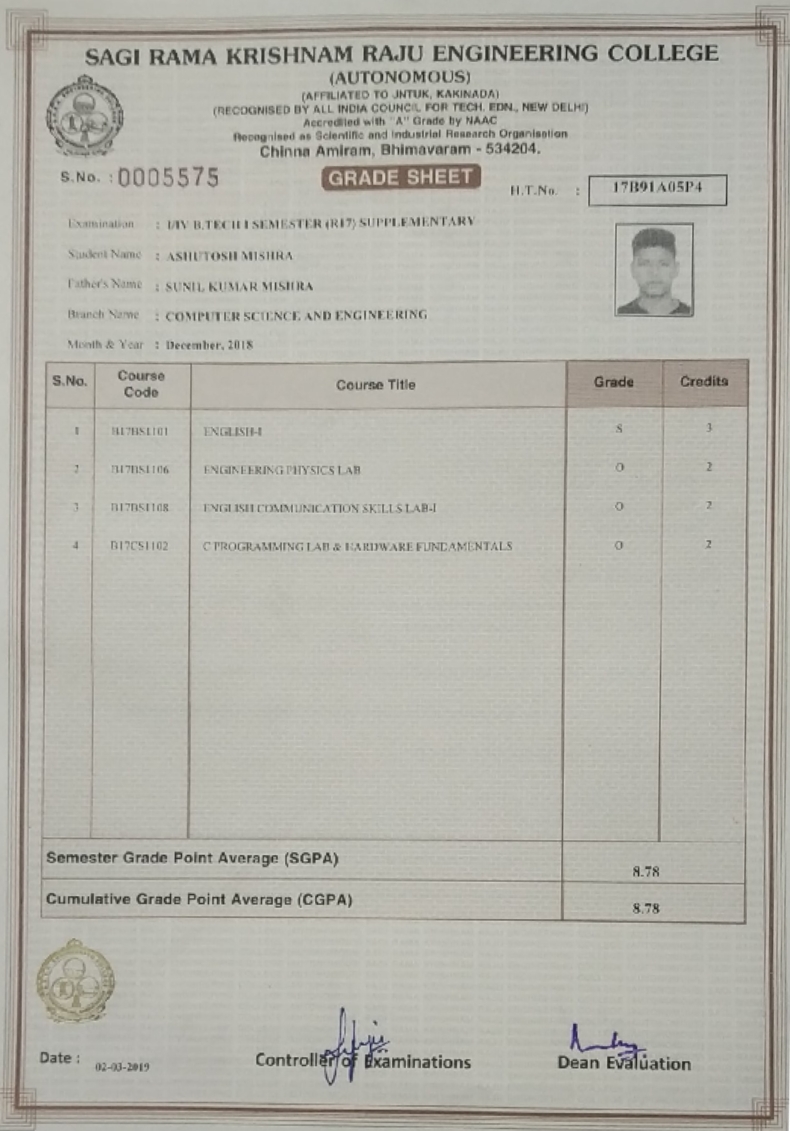 SAGI RAMA KRISHNAM RAJU ENGINEERING COLLEGE
(AUTONOMOUS)
(AFFILIATED TO JNTUK, KAKINADA)
(RECOGNISED BY ALL INDIA COUNCIL FOR TECH. EDN., NEW DELHI)
Accredited with "A" Grade by NAAC
Recognised as Scientific and Industrial Research Organisation
Chinna Amiram, Bhimavaram - 534204.
S.No. : 0005575
GRADE SHEET
H.T.No. : 17B91A05P4
Examination : I/IV B.TECH I SEMESTER (R17) SUPPLEMENTARY
Student Name : ASHUTOSH MISHRA
Father's Name : SUNIL KUMAR MISHRA
Branch Name : COMPUTER SCIENCE AND ENGINEERING
Month & Year : December, 2018
S.No. Course Code Course Title Grade Credits
1 B17BS1101 ENGLISH-I S 3
2 B17BS1106 ENGINEERING PHYSICS LAB O 2
3 B17BS1108 ENGLISH COMMUNICATION SKILLS LAB-I O 2
4 B17CS1102 C PROGRAMMING LAB & HARDWARE FUNDAMENTALS O 2
Semester Grade Point Average (SGPA) 8.78
Cumulative Grade Point Average (CGPA) 8.78
Date : 02-03-2019
Controller of Examinations
Dean Evaluation